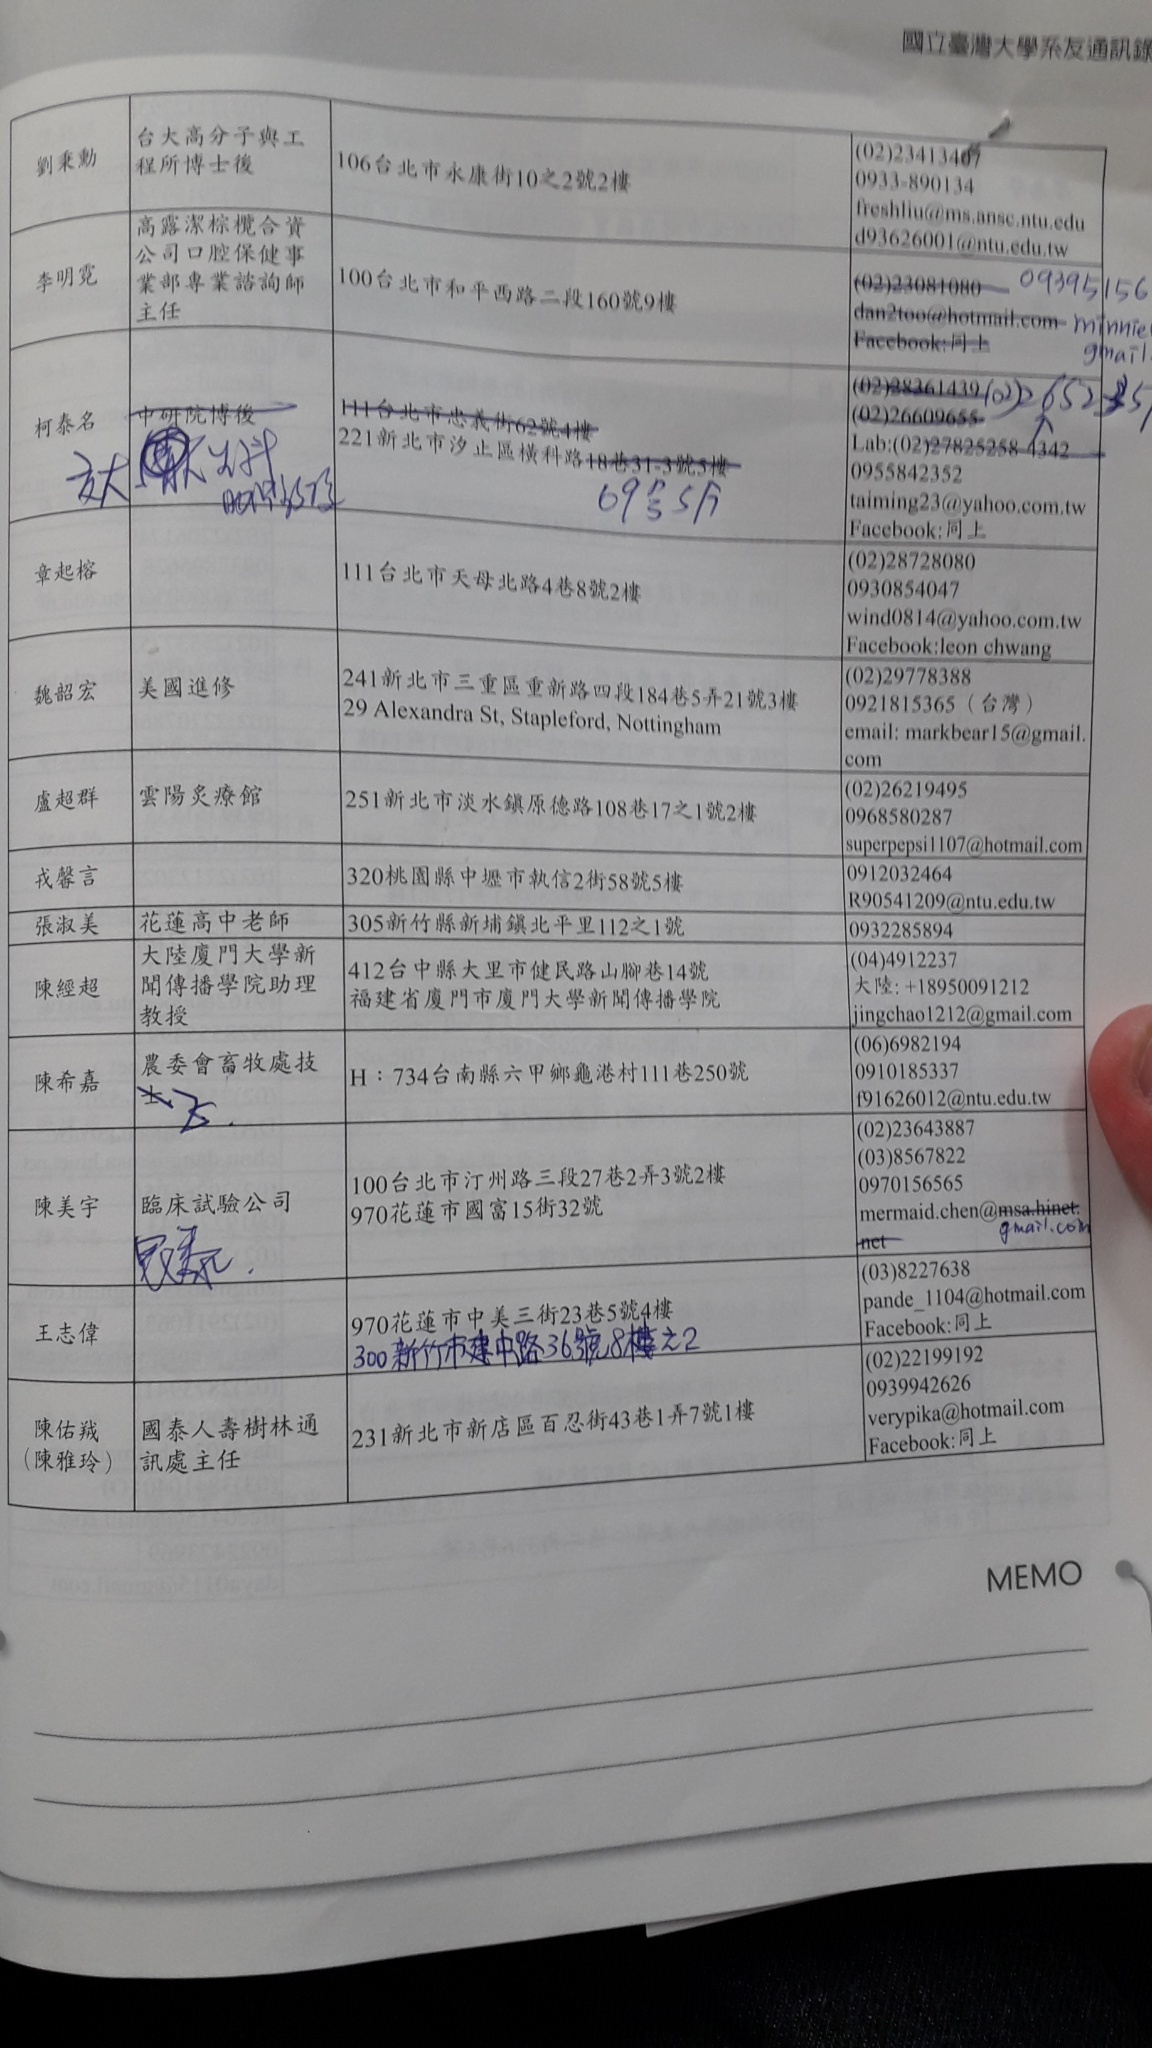 國立臺灣大學系友通訊錄
劉秉勳
台大高分子與工
程所博士後
106台北市永康街10之2號2樓
(02)23413407
0933-890134
freshliu@ms.ansc.ntu.edu
d93626001@ntu.edu.tw
李明霓
高露潔棕欖合資
公司口腔保健事
業部專業諮詢師
主任
100台北市和平西路二段160號9樓
(02)23081080 09395156
dan2too@hotmail.com minnie
Facebook:同上 gmail.
柯泰名
中研院博後
文大
111台北市忠義街62號4樓
221新北市汐止區橫科路18巷31-3號5樓
69號5F
(02)28361439
(02)26609655
Lab:(02)27825258-4342
0955842352
taiming23@yahoo.com.tw
Facebook:同上
章起榕
111台北市天母北路4巷8號2樓
(02)28728080
0930854047
wind0814@yahoo.com.tw
Facebook:leon chwang
魏韶宏
美國進修
241新北市三重區重新路四段184巷5弄21號3樓
29 Alexandra St, Stapleford, Nottingham
(02)29778388
0921815365（台灣）
email: markbear15@gmail.
com
盧超群
雲陽炙療館
251新北市淡水鎮原德路108巷17之1號2樓
(02)26219495
0968580287
superpepsi1107@hotmail.com
戎馨言
320桃園縣中壢市執信2街58號5樓
0912032464
R90541209@ntu.edu.tw
張淑美
花蓮高中老師
305新竹縣新埔鎮北平里112之1號
0932285894
陳經超
大陸廈門大學新
聞傳播學院助理
教授
412台中縣大里市健民路山腳巷14號
福建省廈門市廈門大學新聞傳播學院
(04)4912237
大陸: +18950091212
jingchao1212@gmail.com
陳希嘉
農委會畜牧處技
士
H：734台南縣六甲鄉龜港村111巷250號
(06)6982194
0910185337
f91626012@ntu.edu.tw
陳美宇
臨床試驗公司
100台北市汀州路三段27巷2弄3號2樓
970花蓮市國富15街32號
(02)23643887
(03)8567822
0970156565
mermaid.chen@msa.hinet.
net gmail.com
王志偉
970花蓮市中美三街23巷5號4樓
300新竹市建中路36號8樓之2
(03)8227638
pande_1104@hotmail.com
Facebook:同上
陳佑羢
（陳雅玲）
國泰人壽樹林通
訊處主任
231新北市新店區百忍街43巷1弄7號1樓
(02)22199192
0939942626
verypika@hotmail.com
Facebook:同上
MEMO